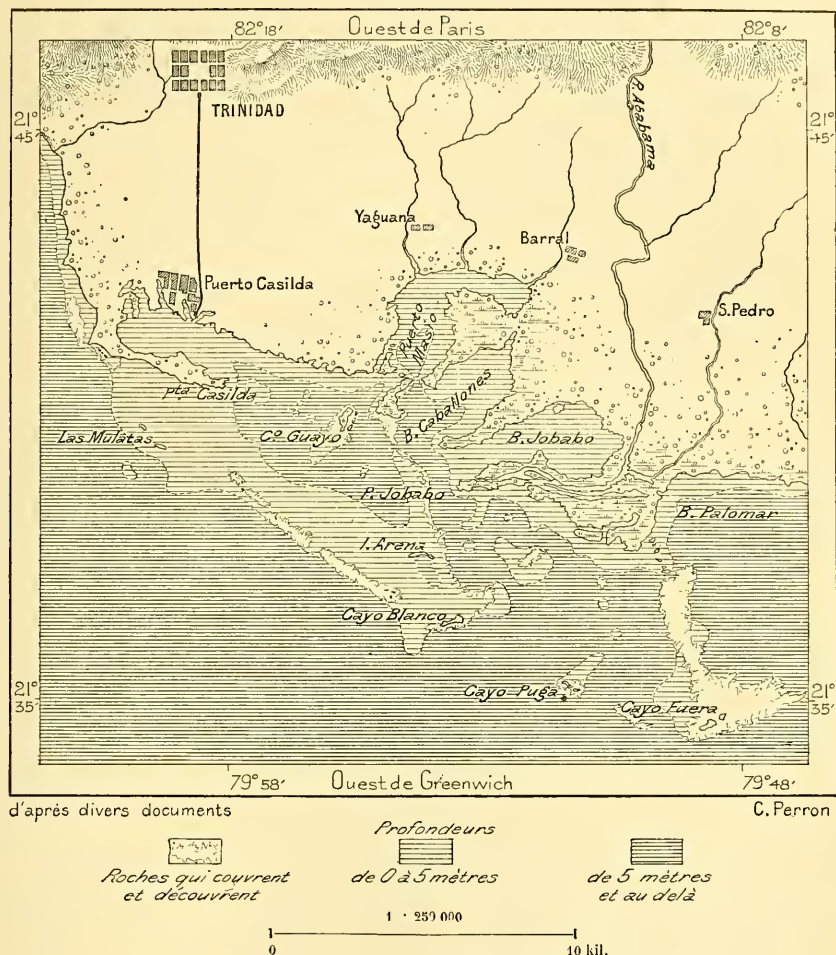 82°18' Ouest de Paris 82°8'
21° 45'
TRINIDAD
R. Agabama
21° 45'
Yaguana
Barral
Puerto Casilda
S. Pedro
Puerto Masio
Pta Casilda
B. Caballones
Las Mulatas
Co Guayo
B. Jobabo
P. Jobabo
B. Palomar
I. Arena
Cayo Blanco
Cayo Puga
Cayo Fuera
21° 35'
21° 35'
79°58' Ouest de Greenwich 79°48'
d'après divers documents C. Perron
Profondeurs
Roches qui couvrent et découvrent
de 0 à 5 mètres
de 5 mètres et au delà
1 : 250 000
0 10 kil.